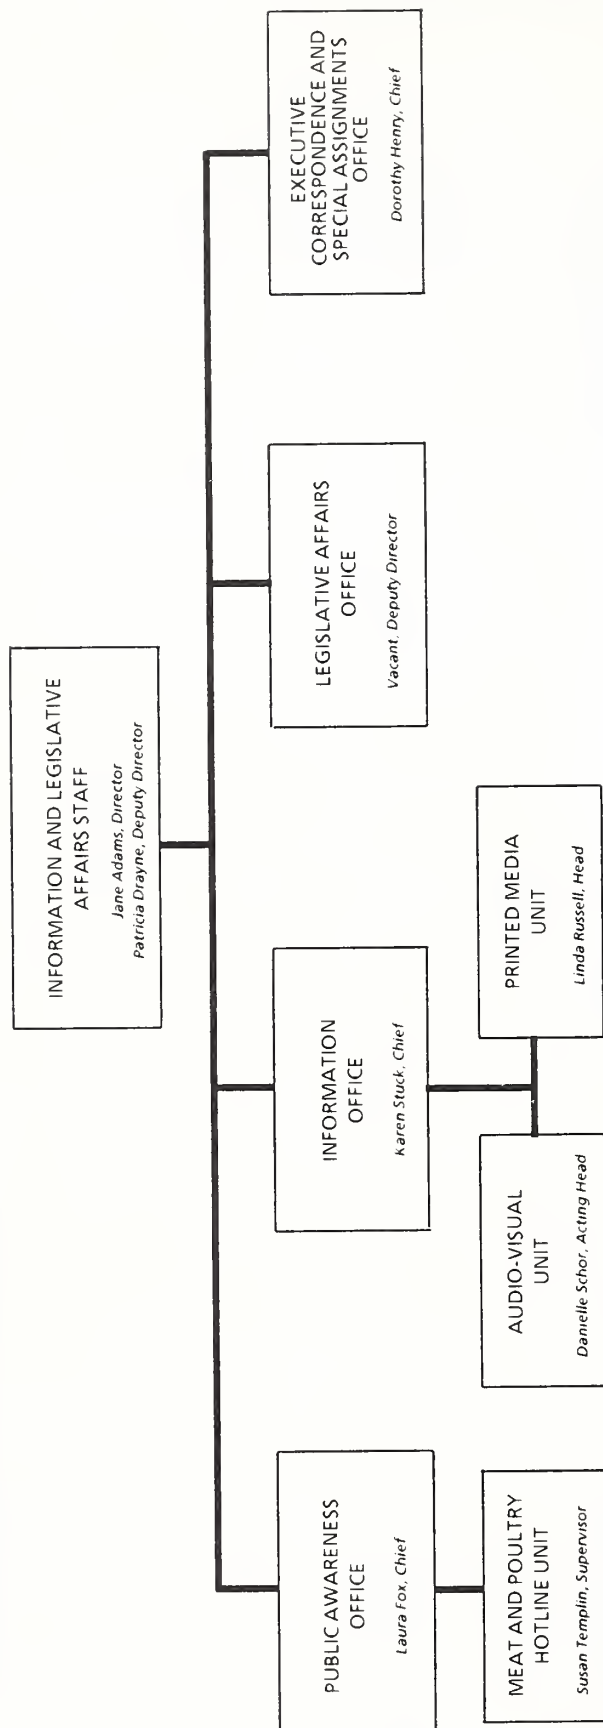 INFORMATION AND LEGISLATIVE
AFFAIRS STAFF
Jane Adams, Director
Patricia Drayne, Deputy Director
PUBLIC AWARENESS
OFFICE
Laura Fox, Chief
INFORMATION
OFFICE
Karen Stuck, Chief
LEGISLATIVE AFFAIRS
OFFICE
Vacant, Deputy Director
EXECUTIVE
CORRESPONDENCE AND
SPECIAL ASSIGNMENTS
OFFICE
Dorothy Henry, Chief
MEAT AND POULTRY
HOTLINE UNIT
Susan Templin, Supervisor
AUDIO-VISUAL
UNIT
Danielle Schor, Acting Head
PRINTED MEDIA
UNIT
Linda Russell, Head